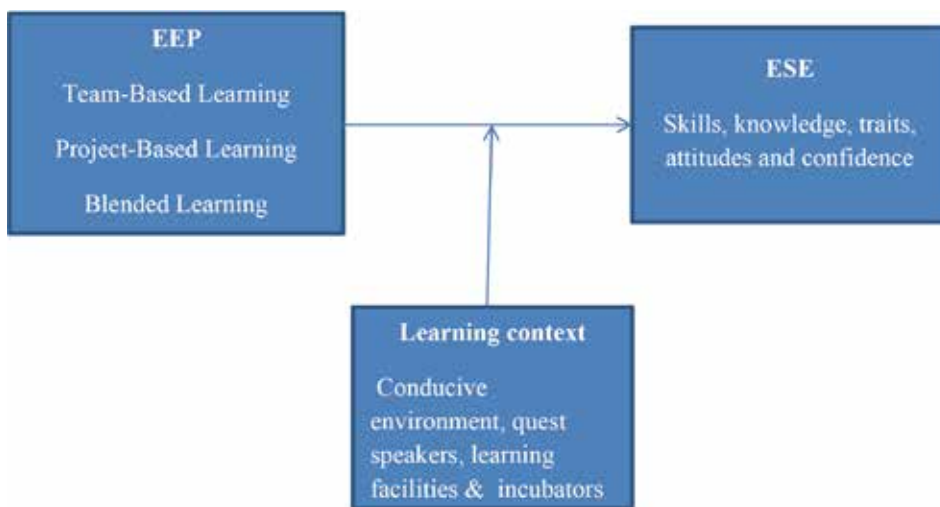 EEP
Team-Based Learning
Project-Based Learning
Blended Learning
ESE
Skills, knowledge, traits,
attitudes and confidence
Learning context
Conducive
environment, quest
speakers, learning
facilities & incubators